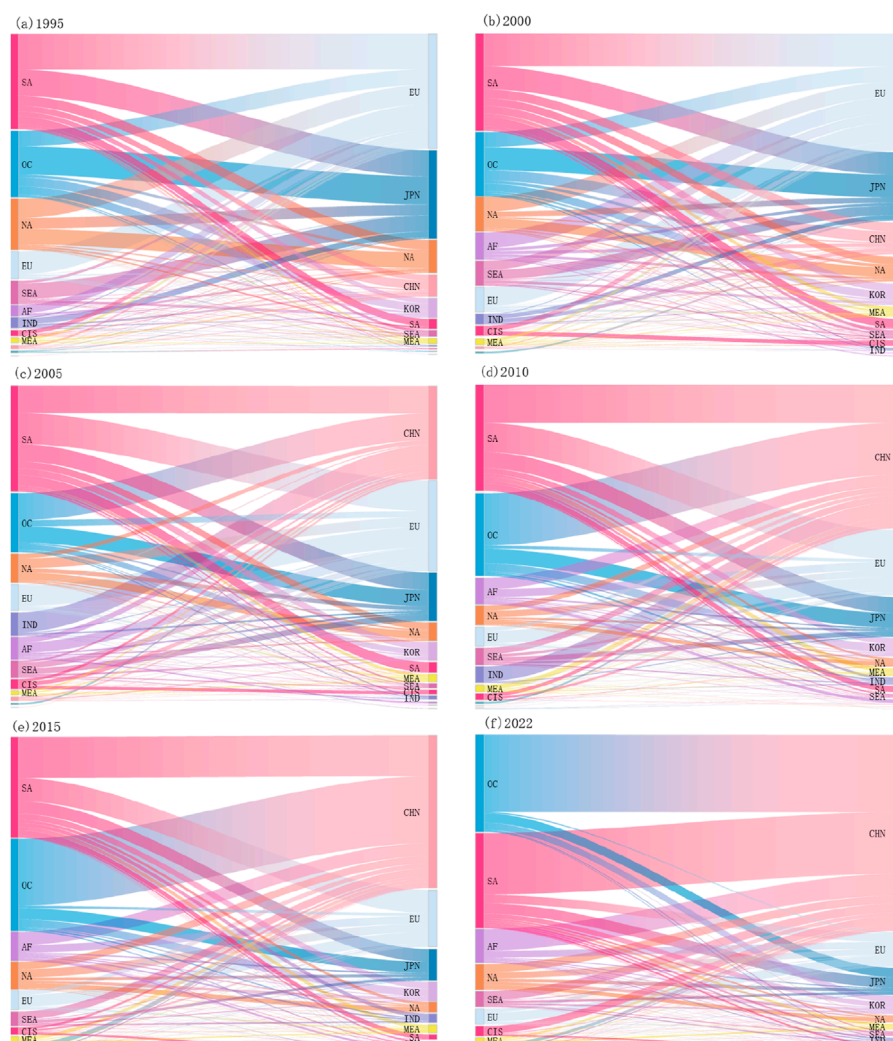 (a)1995
SA
OC
NA
EU
SEA
AF
IND
CIS
MEA
EU
JPN
NA
CHN
KOR
SA
SEA
MEA
(b)2000
SA
OC
NA
AF
SEA
EU
IND
CIS
MEA
EU
JPN
CHN
NA
KOR
MEA
SA
SEA
CIS
IND
(c)2005
SA
OC
NA
EU
IND
AF
SEA
CIS
MEA
CHN
EU
JPN
NA
KOR
SA
MEA
SEA
CIS
IND
(d)2010
SA
OC
AF
NA
EU
SEA
IND
MEA
CIS
CHN
EU
JPN
KOR
NA
MEA
IND
SA
SEA
(e)2015
SA
OC
AF
NA
EU
SEA
CIS
MEA
CHN
EU
JPN
KOR
NA
IND
MEA
SA
(f)2022
OC
SA
AF
NA
SEA
EU
CIS
MEA
CHN
EU
JPN
KOR
NA
MEA
SEA
IND